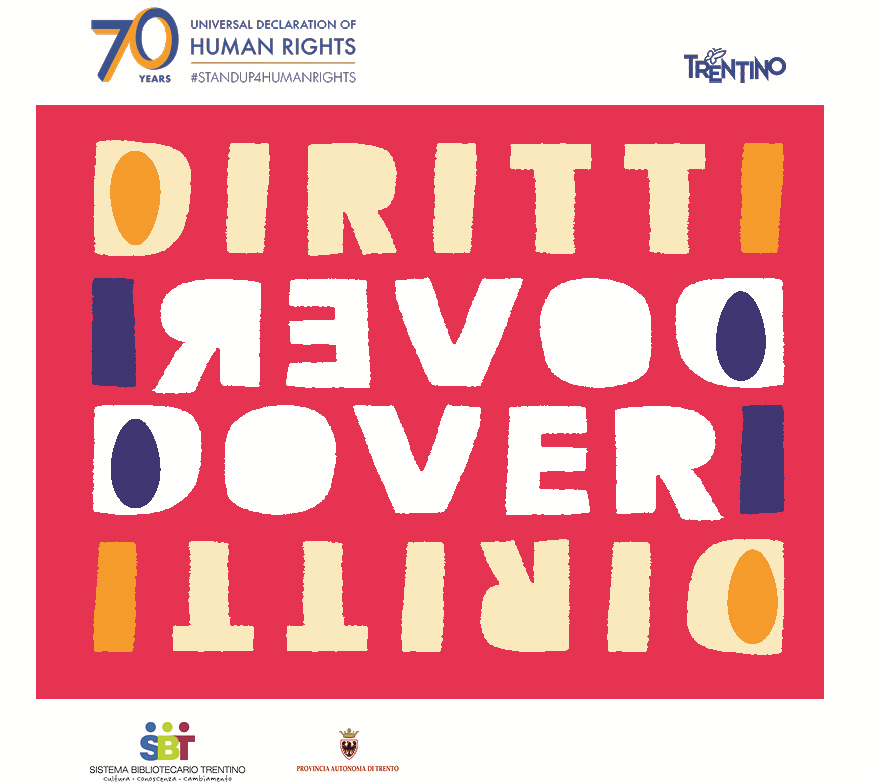 70 YEARS
UNIVERSAL DECLARATION OF
HUMAN RIGHTS
#STANDUP4HUMANRIGHTS
TRENTINO
DIRITTI
DOVERI
DOVERI
DIRITTI
SBT
SISTEMA BIBLIOTECARIO TRENTINO
cultura • conoscenza • cambiamento
PROVINCIA AUTONOMA DI TRENTO